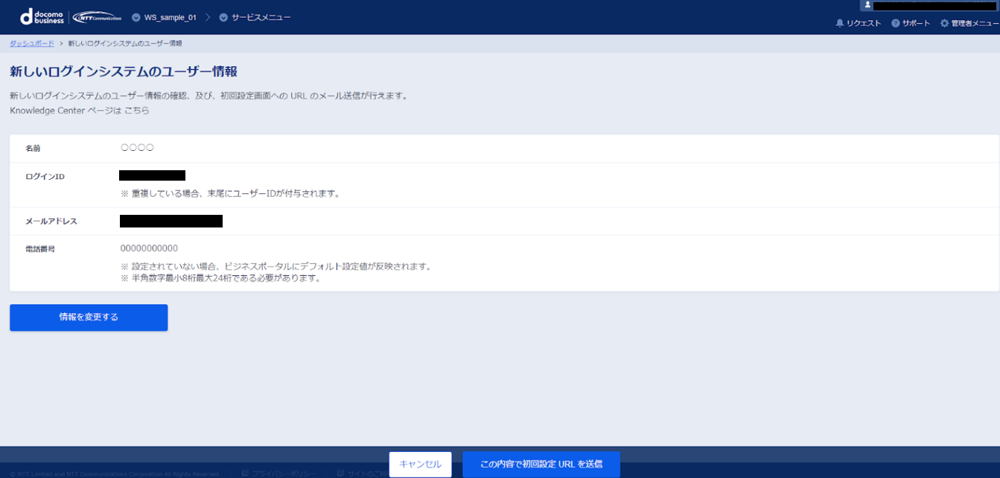 docomo business
NTT Communications
WS_sample_01
サービスメニュー
リクエスト
サポート
管理者メニュー
ダッシュボード > 新しいログインシステムのユーザー情報
新しいログインシステムのユーザー情報
新しいログインシステムのユーザー情報の確認、及び、初回設定画面への URL のメール送信が行えます。
Knowledge Center ページは こちら
名前 〇〇〇〇
ログインID
※ 重複している場合、末尾にユーザーIDが付与されます。
メールアドレス
電話番号 00000000000
※ 設定されていない場合、ビジネスポータルにデフォルト設定値が反映されます。
※ 半角数字最小8桁最大24桁である必要があります。
情報を変更する
キャンセル
この内容で初回設定 URL を送信
© NTT Limited and NTT Communications Corporation All Rights Reserved.
プライバシーポリシー
サイトのご利